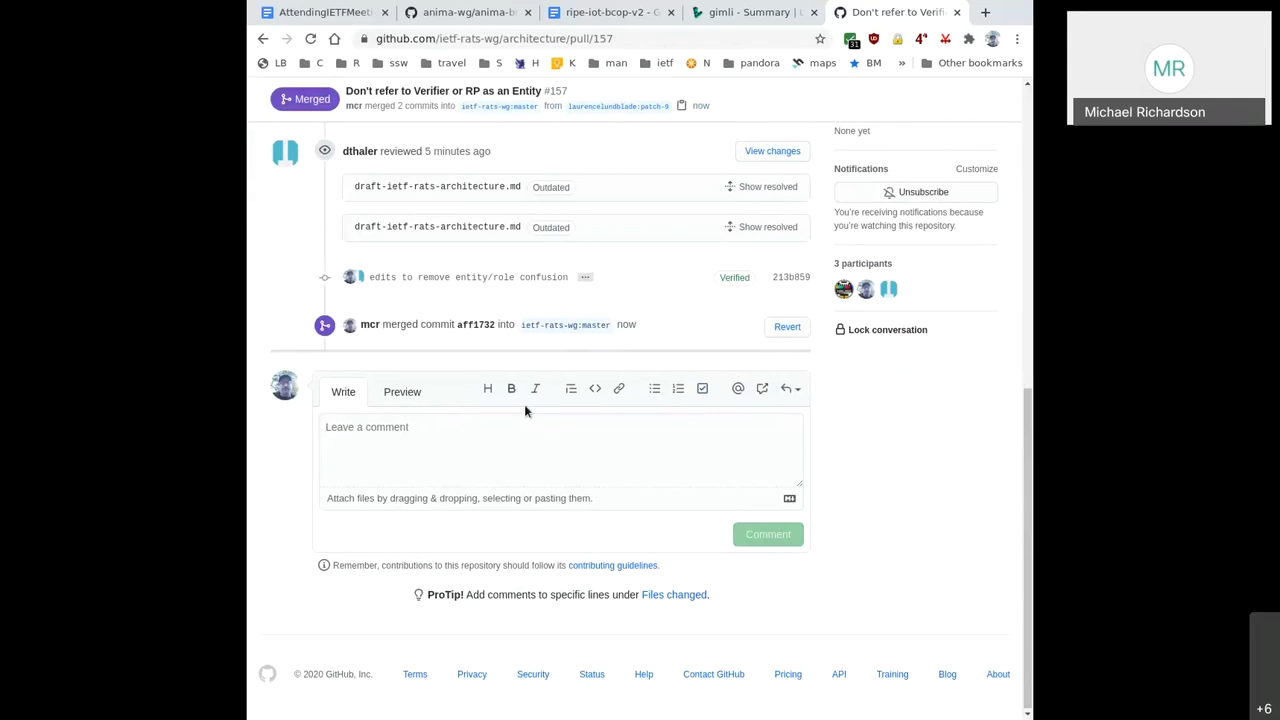 AttendingIETFMeeti
anima-wg/anima-b
ripe-iot-bcop-v2 - G
gimli - Summary | L
Don't refer to Verifi
github.com/ietf-rats-wg/architecture/pull/157
31
4
LB
C
R
ssw
travel
S
H
K
man
ietf
N
pandora
maps
BM
»
Other bookmarks
Merged
Don't refer to Verifier or RP as an Entity #157
mcr merged 2 commits into ietf-rats-wg:master from laurencelundblade:patch-9 now
dthaler reviewed 5 minutes ago
View changes
draft-ietf-rats-architecture.md Outdated Show resolved
draft-ietf-rats-architecture.md Outdated Show resolved
edits to remove entity/role confusion ... Verified 213b859
mcr merged commit aff1732 into ietf-rats-wg:master now
Revert
Write Preview H B I @
Leave a comment
Attach files by dragging & dropping, selecting or pasting them.
Comment
Remember, contributions to this repository should follow its contributing guidelines.
ProTip! Add comments to specific lines under Files changed.
None yet
Notifications Customize
Unsubscribe
You're receiving notifications because
you're watching this repository.
3 participants
Lock conversation
© 2020 GitHub, Inc. Terms Privacy Security Status Help Contact GitHub Pricing API Training Blog About
MR
Michael Richardson
+6